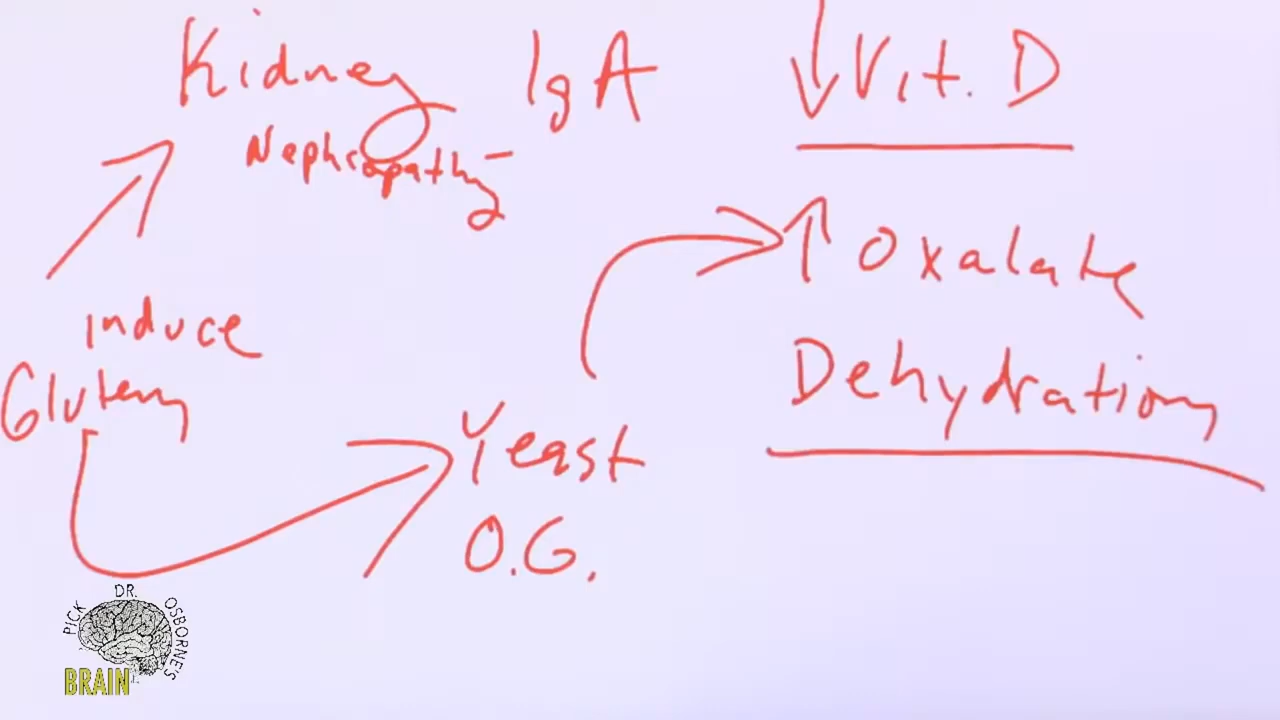 Kidney IgA ↓Vit. D
Nephropathy
↑ Oxalate
induce
Gluten
Dehydration
Yeast
O.G.
PICK DR. OSBORNE'S
BRAIN